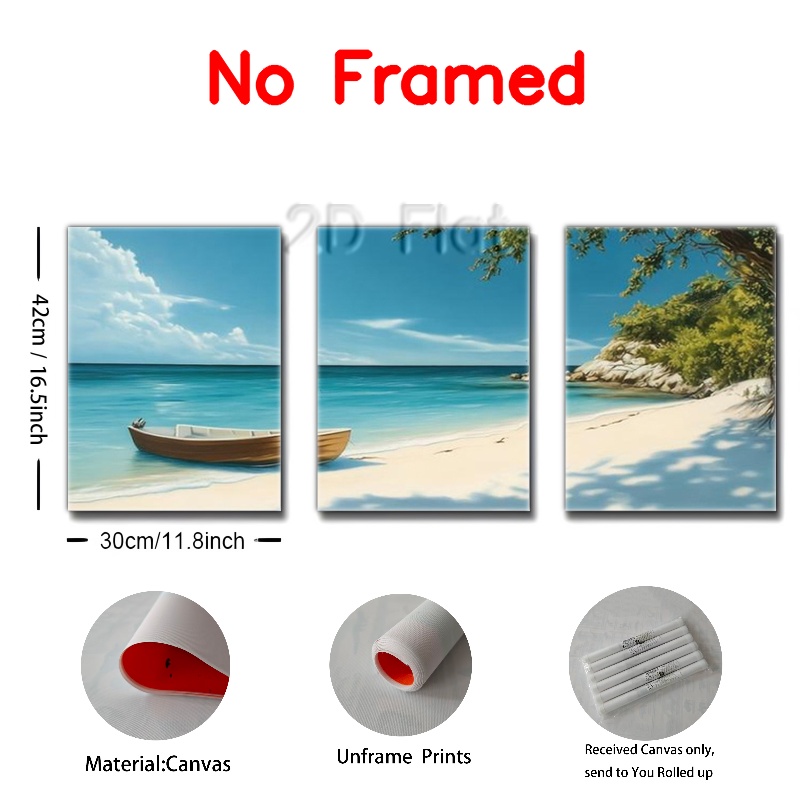 No Framed
2D Flat
42cm / 16.5inch
30cm/11.8inch
Material:Canvas
Unframe Prints
Received Canvas only,
send to You Rolled up